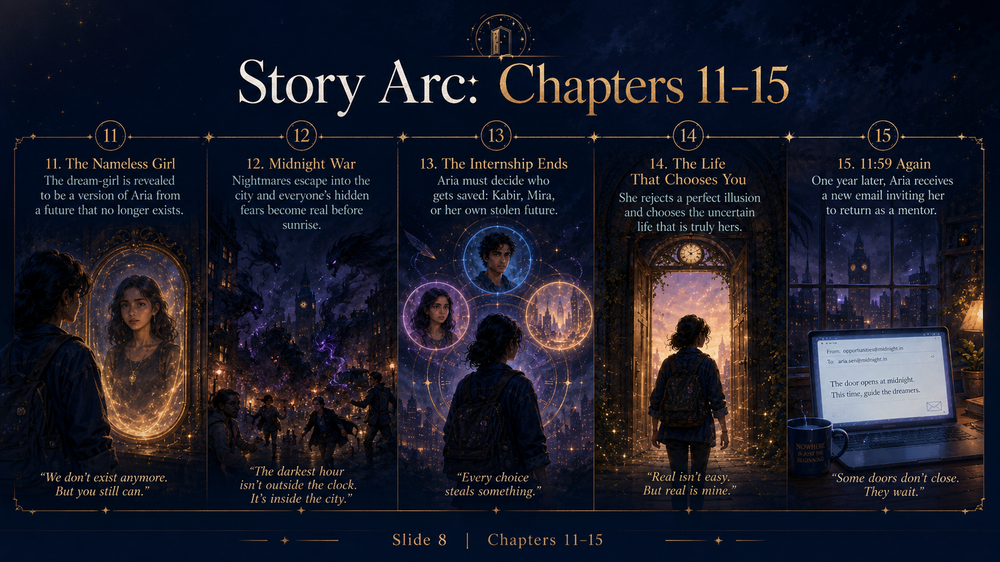 Story Arc: Chapters 11–15
11
12
13
14
15
11. The Nameless Girl
The dream-girl is revealed
to be a version of Aria from
a future that no longer exists.
“We don’t exist anymore.
But you still can.”
12. Midnight War
Nightmares escape into the
city and everyone’s hidden
fears become real before
sunrise.
“The darkest hour
isn’t outside the clock.
It’s inside the city.”
13. The Internship Ends
Aria must decide who
gets saved: Kabir, Mira,
or her own stolen future.
“Every choice
steals something.”
14. The Life
That Chooses You
She rejects a perfect illusion
and chooses the uncertain
life that is truly hers.
“Real isn’t easy.
But real is mine.”
15. 11:59 Again
One year later, Aria receives
a new email inviting her
to return as a mentor.
From: opportunities@midnight.in
To: aria.sen@midnight.in
The door opens at midnight.
This time, guide the dreamers.
NOWHERE
IS JUST THE
BEGINNING
“Some doors don’t close.
They wait.”
Slide 8 | Chapters 11–15